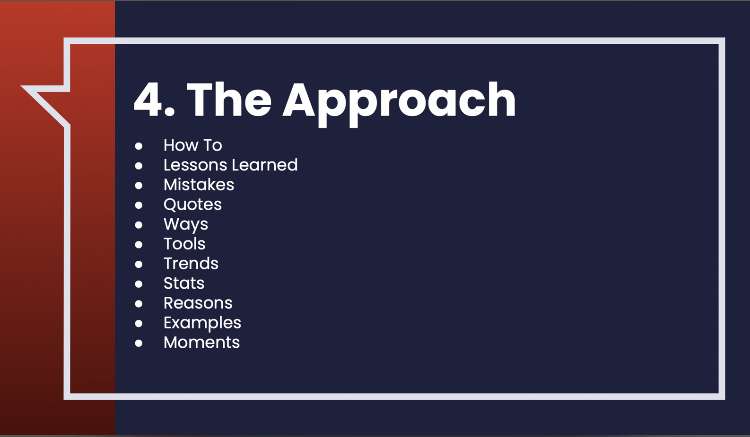 4. The Approach
● How To
● Lessons Learned
● Mistakes
● Quotes
● Ways
● Tools
● Trends
● Stats
● Reasons
● Examples
● Moments